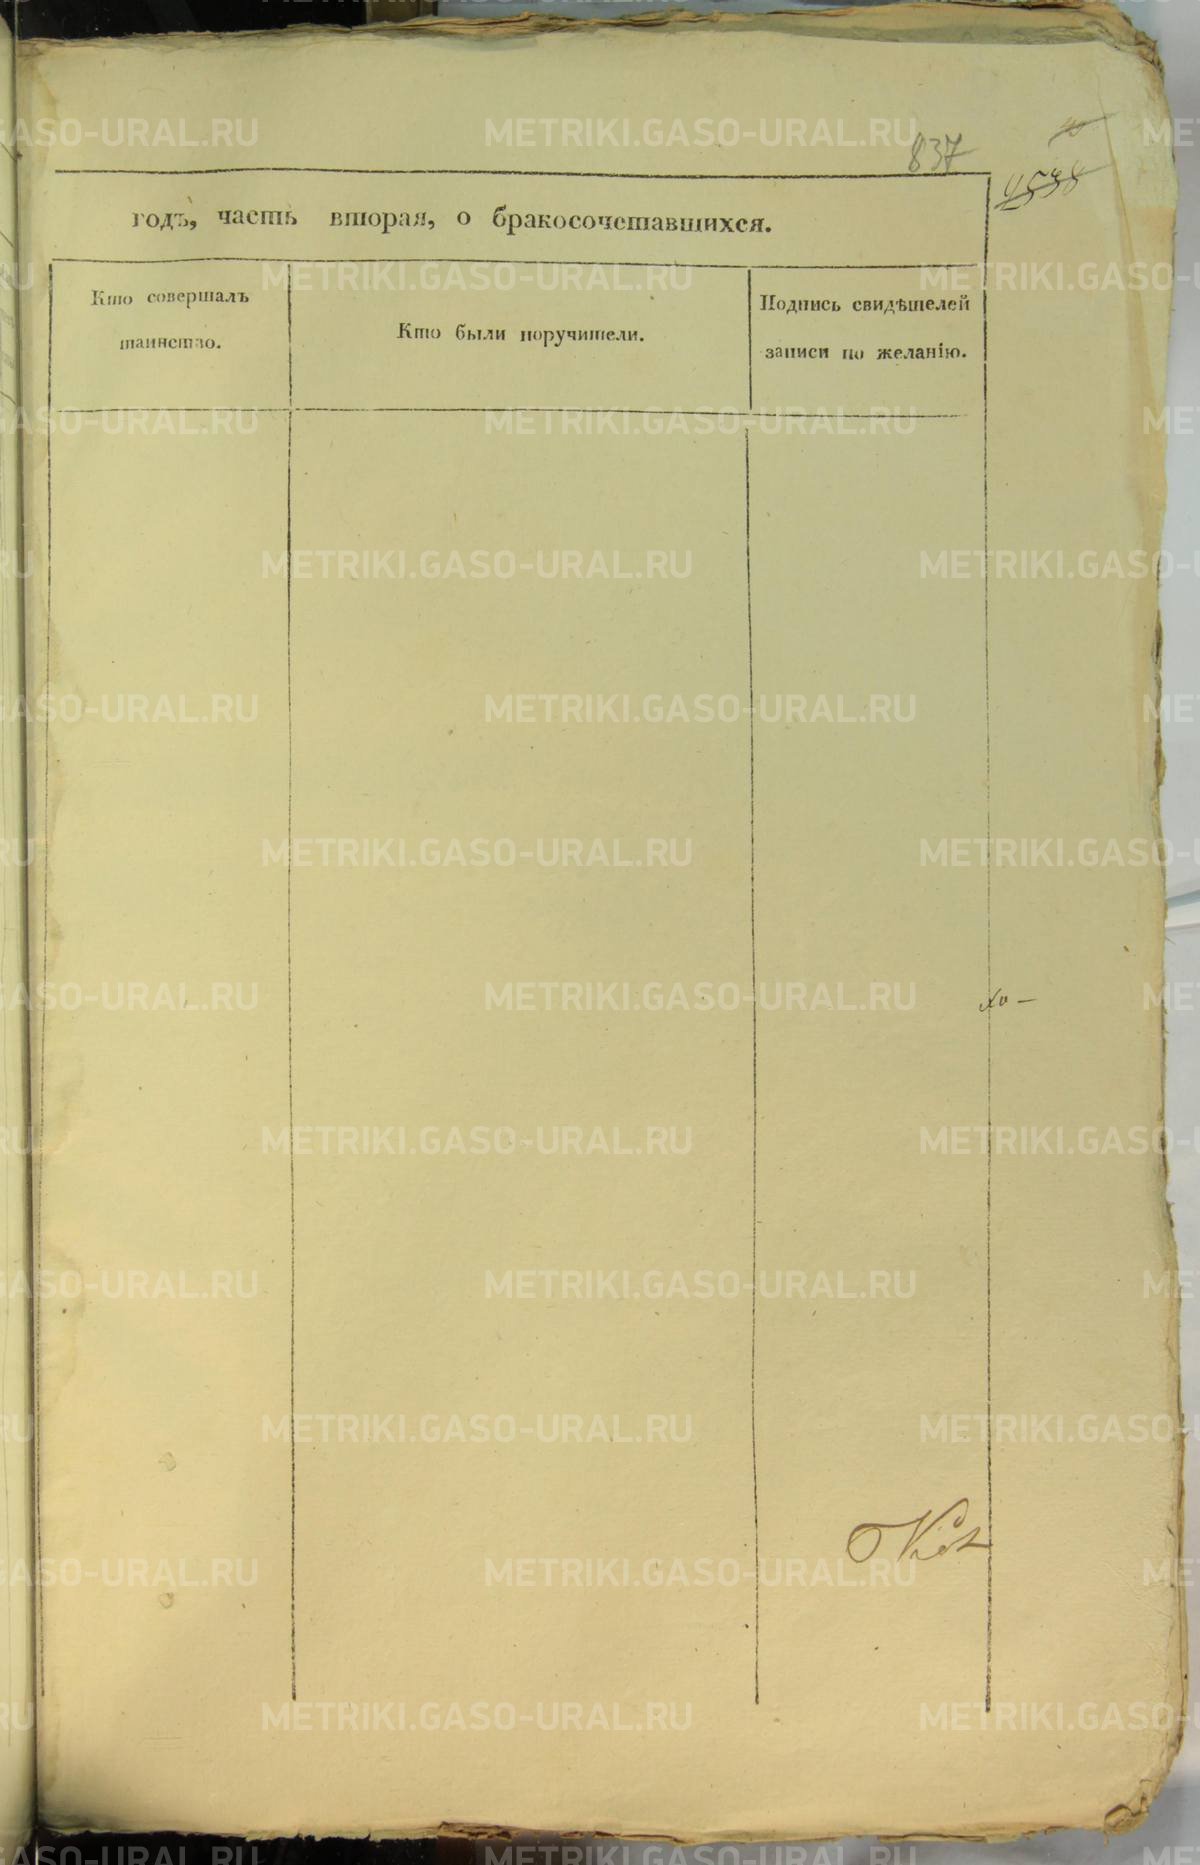 837
годъ, часть вторая, о бракосочетавшихся.
Кто совершалъ
таинство.
Кто были поручители.
Подпись свидѣтелей
записи по желанію.
хо-
METRIKI.GASO-URAL.RU